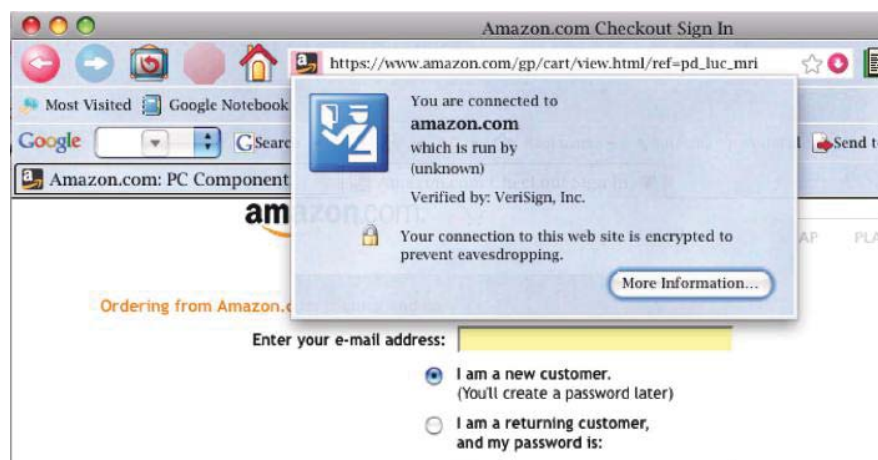 Amazon.com Checkout Sign In
https://www.amazon.com/gp/cart/view.html/ref=pd_luc_mri
Most Visited Google Notebook
Google Searc
Send t
Amazon.com: PC Component
You are connected to
amazon.com
which is run by
(unknown)
Verified by: VeriSign, Inc.
Your connection to this web site is encrypted to
prevent eavesdropping.
More Information...
amazon.com
AP PLA
Ordering from Amazon.c
Enter your e-mail address:
I am a new customer.
(You'll create a password later)
I am a returning customer,
and my password is: